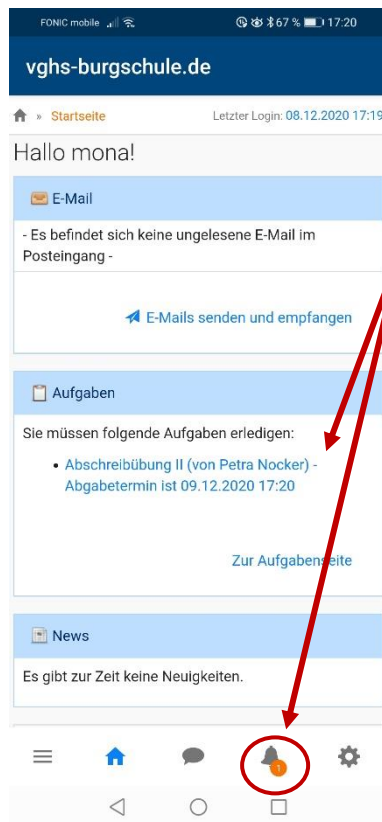 FONIC mobile 67 % 17:20
vghs-burgschule.de
» Startseite Letzter Login: 08.12.2020 17:19
Hallo mona!
E-Mail
- Es befindet sich keine ungelesene E-Mail im
Posteingang -
E-Mails senden und empfangen
Aufgaben
Sie müssen folgende Aufgaben erledigen:
• Abschreibübung II (von Petra Nocker) -
Abgabetermin ist 09.12.2020 17:20
Zur Aufgabenseite
News
Es gibt zur Zeit keine Neuigkeiten.
1